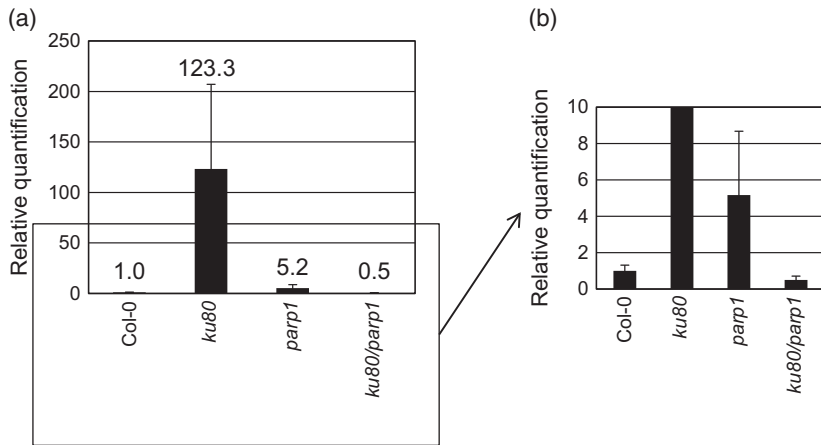 (a)
Relative quantification
250
200
150
100
50
0
123.3
1.0
5.2
0.5
Col-0
ku80
parp1
ku80/parp1
(b)
Relative quantification
10
8
6
4
2
0
Col-0
ku80
parp1
ku80/parp1